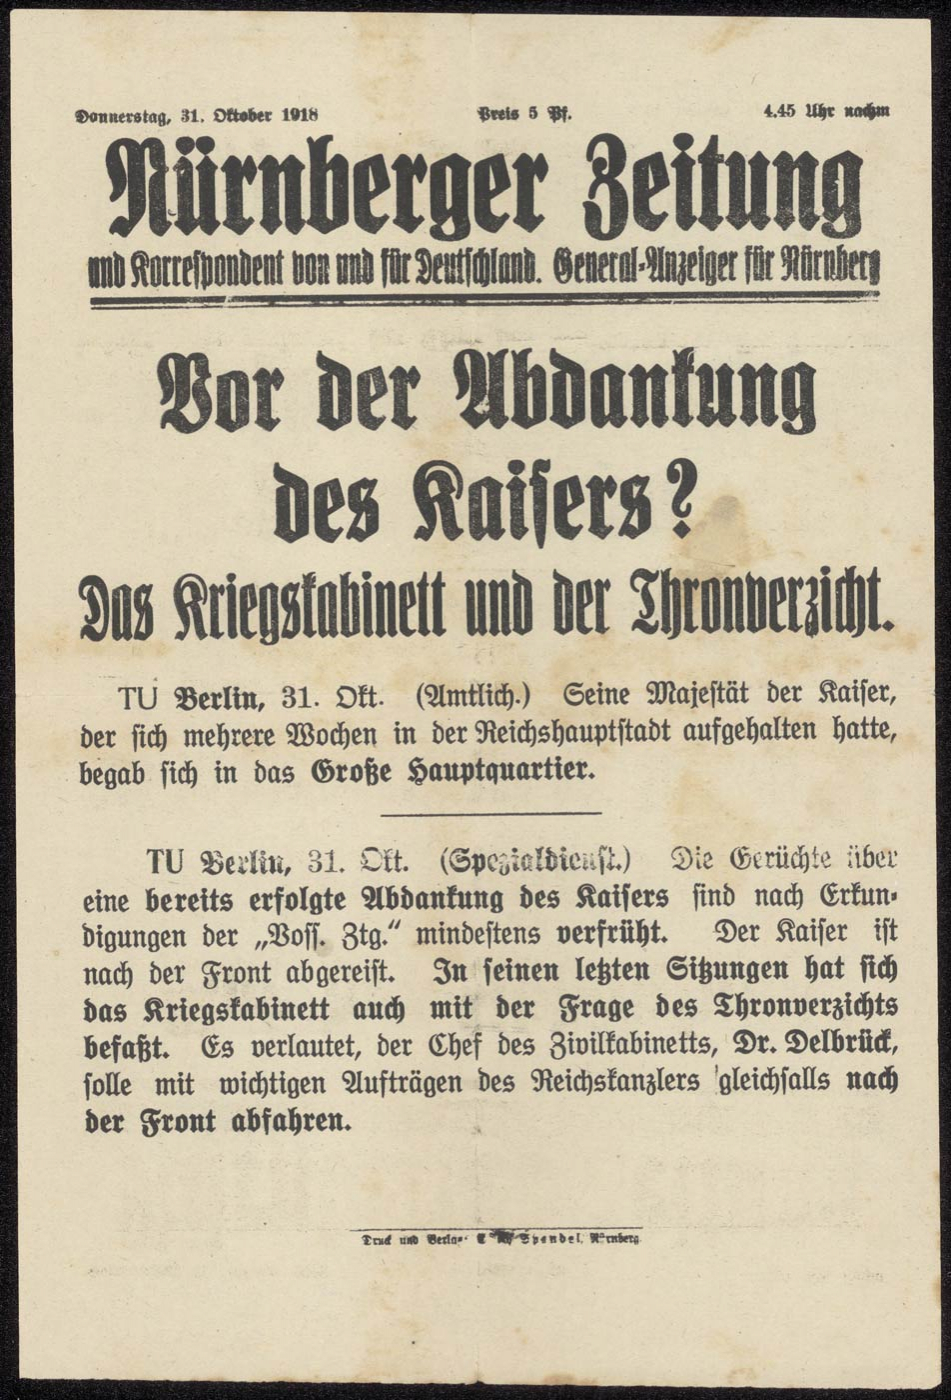 Donnerstag, 31. Oktober 1918 Preis 5 Pf. 4.45 Uhr nachm
Nürnberger Zeitung
und Korrespondent von und für Deutschland. General-Anzeiger für Nürnberg
Vor der Abdankung
des Kaisers?
Das Kriegskabinett und der Thronverzicht.
TU Berlin, 31. Okt. (Amtlich.) Seine Majestät der Kaiser,
der sich mehrere Wochen in der Reichshauptstadt aufgehalten hatte,
begab sich in das Große Hauptquartier.
TU Berlin, 31. Okt. (Spezialdienst.) Die Gerüchte über
eine bereits erfolgte Abdankung des Kaisers sind nach Erkun-
digungen der „Voss. Ztg.“ mindestens verfrüht. Der Kaiser ist
nach der Front abgereist. In seinen letzten Sitzungen hat sich
das Kriegskabinett auch mit der Frage des Thronverzichts
befaßt. Es verlautet, der Chef des Zivilkabinetts, Dr. Delbrück,
solle mit wichtigen Aufträgen des Reichskanzlers gleichfalls nach
der Front abfahren.
Druck und Verlag Spandel, Nürnberg